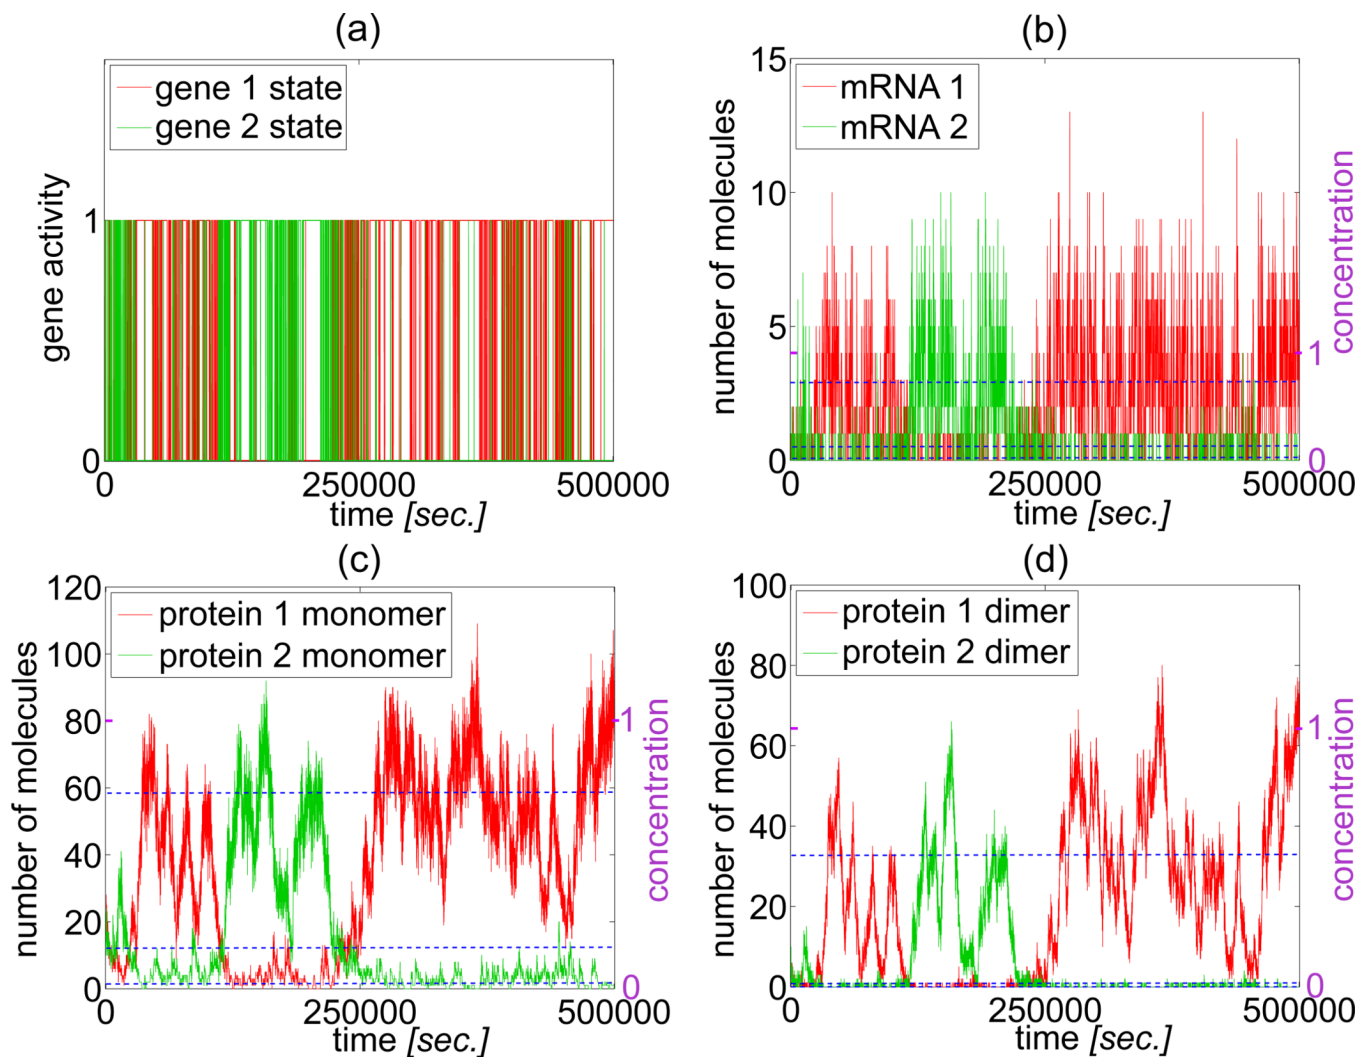 (a)
gene 1 state
gene 2 state
gene activity
1
0
0
250000
500000
time [sec.]
(b)
mRNA 1
mRNA 2
number of molecules
15
10
5
0
concentration
1
0
0
250000
500000
time [sec.]
(c)
protein 1 monomer
protein 2 monomer
number of molecules
120
100
80
60
40
20
0
concentration
1
0
0
250000
500000
time [sec.]
(d)
protein 1 dimer
protein 2 dimer
number of molecules
100
80
60
40
20
0
concentration
1
0
0
250000
500000
time [sec.]